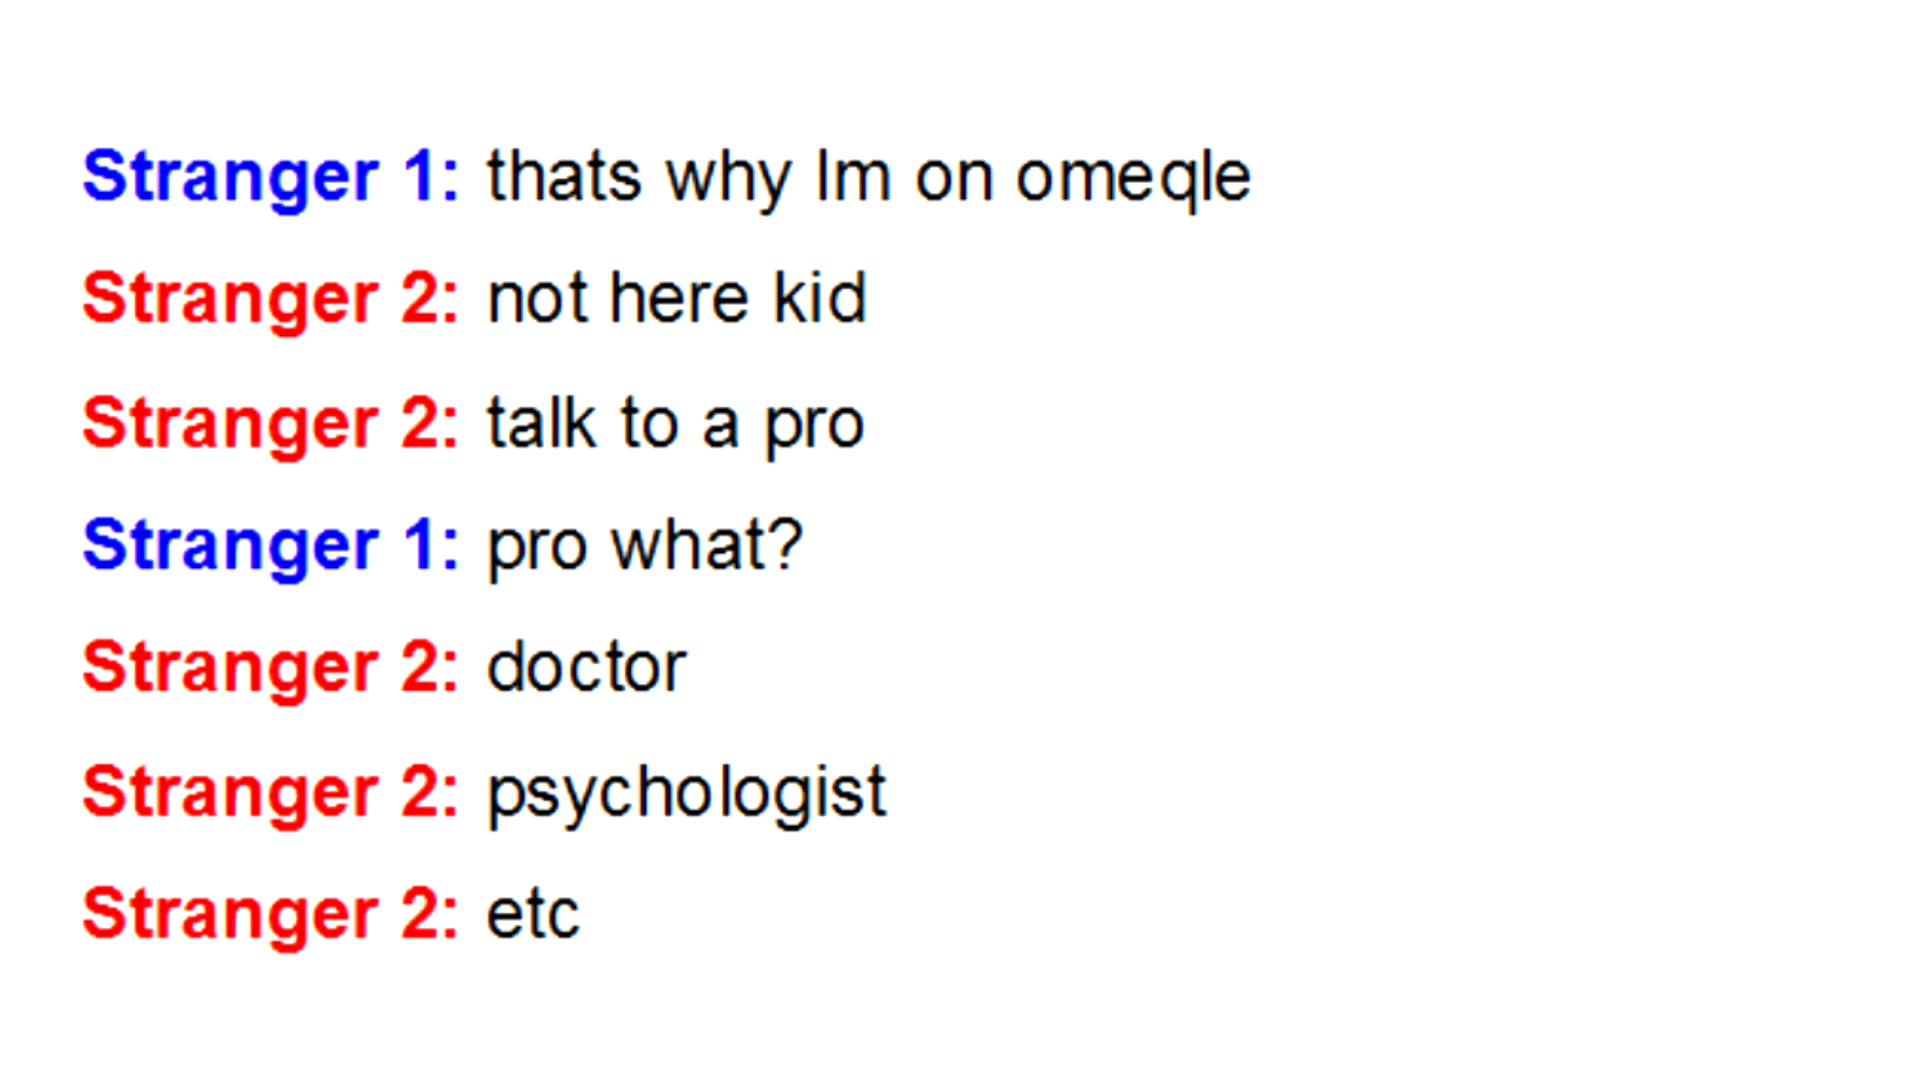 Stranger 1: thats why Im on omeqle
Stranger 2: not here kid
Stranger 2: talk to a pro
Stranger 1: pro what?
Stranger 2: doctor
Stranger 2: psychologist
Stranger 2: etc